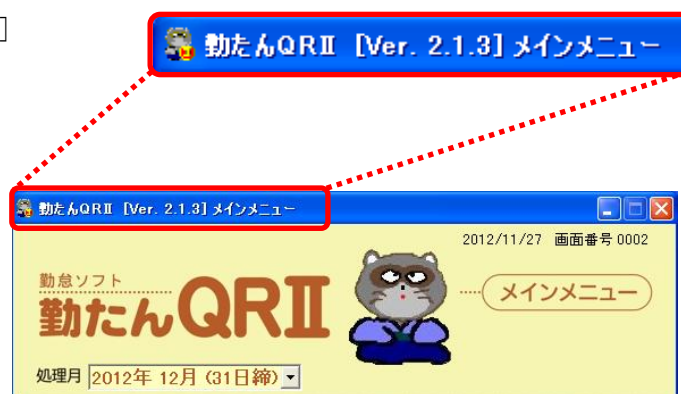 勤たんQRⅡ [Ver. 2.1.3] メインメニュー
勤たんQRⅡ [Ver. 2.1.3] メインメニュー
2012/11/27 画面番号 0002
勤怠ソフト
勤たんQRⅡ
メインメニュー
処理月 2012年 12月 (31日締)